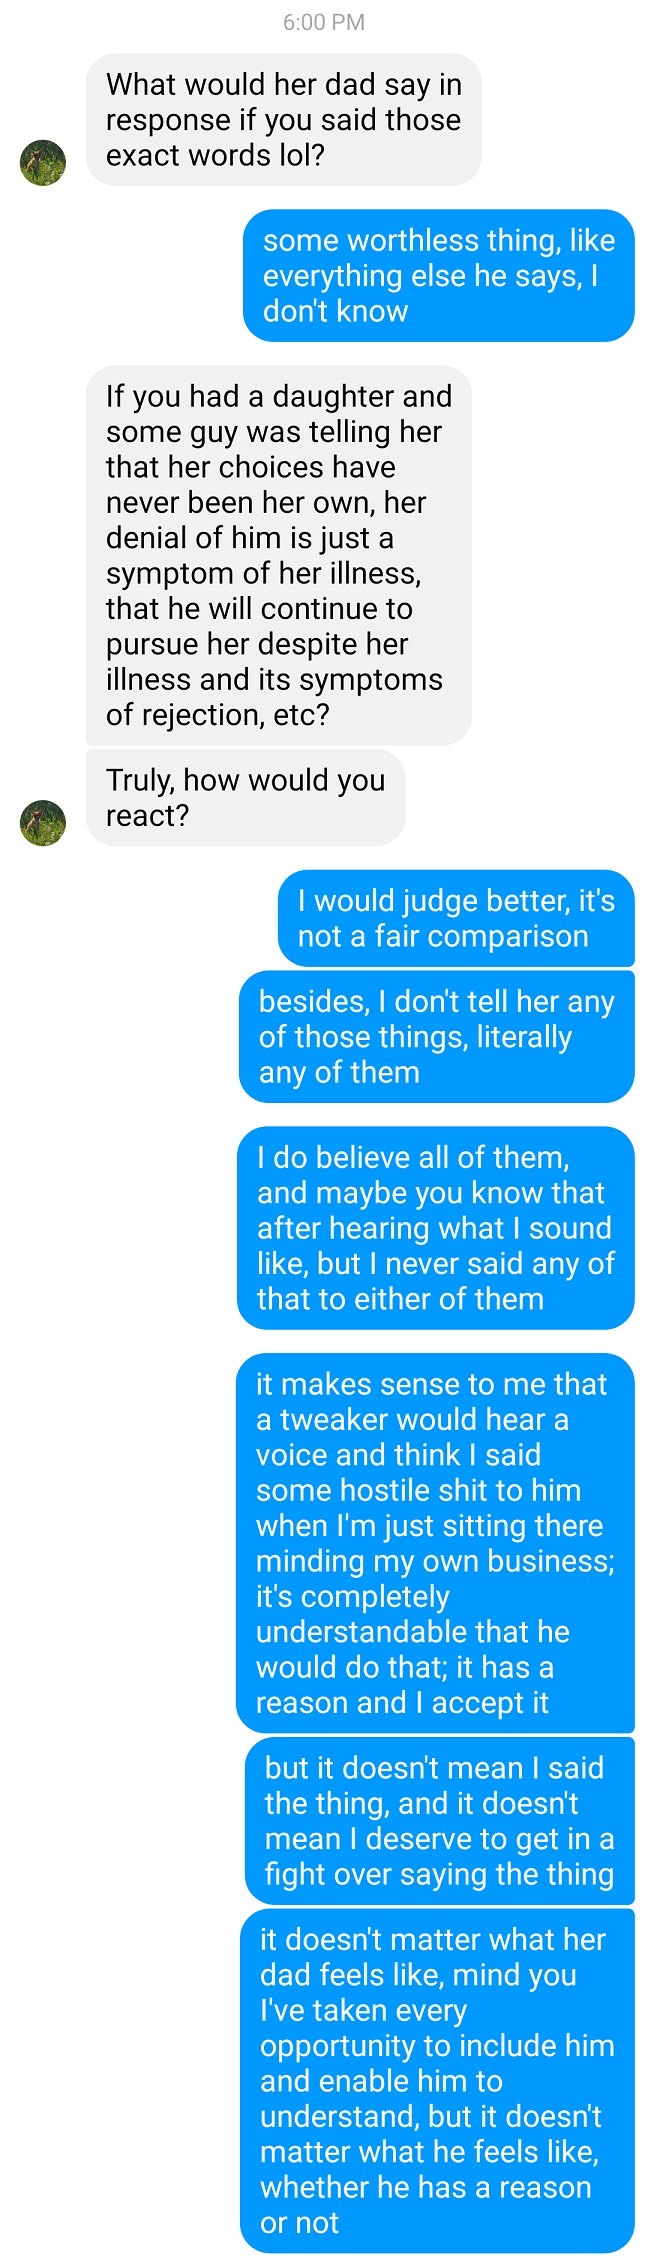 6:00 PM
What would her dad say in
response if you said those
exact words lol?
some worthless thing, like
everything else he says, I
don't know
If you had a daughter and
some guy was telling her
that her choices have
never been her own, her
denial of him is just a
symptom of her illness,
that he will continue to
pursue her despite her
illness and its symptoms
of rejection, etc?
Truly, how would you
react?
I would judge better, it's
not a fair comparison
besides, I don't tell her any
of those things, literally
any of them
I do believe all of them,
and maybe you know that
after hearing what I sound
like, but I never said any of
that to either of them
it makes sense to me that
a tweaker would hear a
voice and think I said
some hostile shit to him
when I'm just sitting there
minding my own business;
it's completely
understandable that he
would do that; it has a
reason and I accept it
but it doesn't mean I said
the thing, and it doesn't
mean I deserve to get in a
fight over saying the thing
it doesn't matter what her
dad feels like, mind you
I've taken every
opportunity to include him
and enable him to
understand, but it doesn't
matter what he feels like,
whether he has a reason
or not